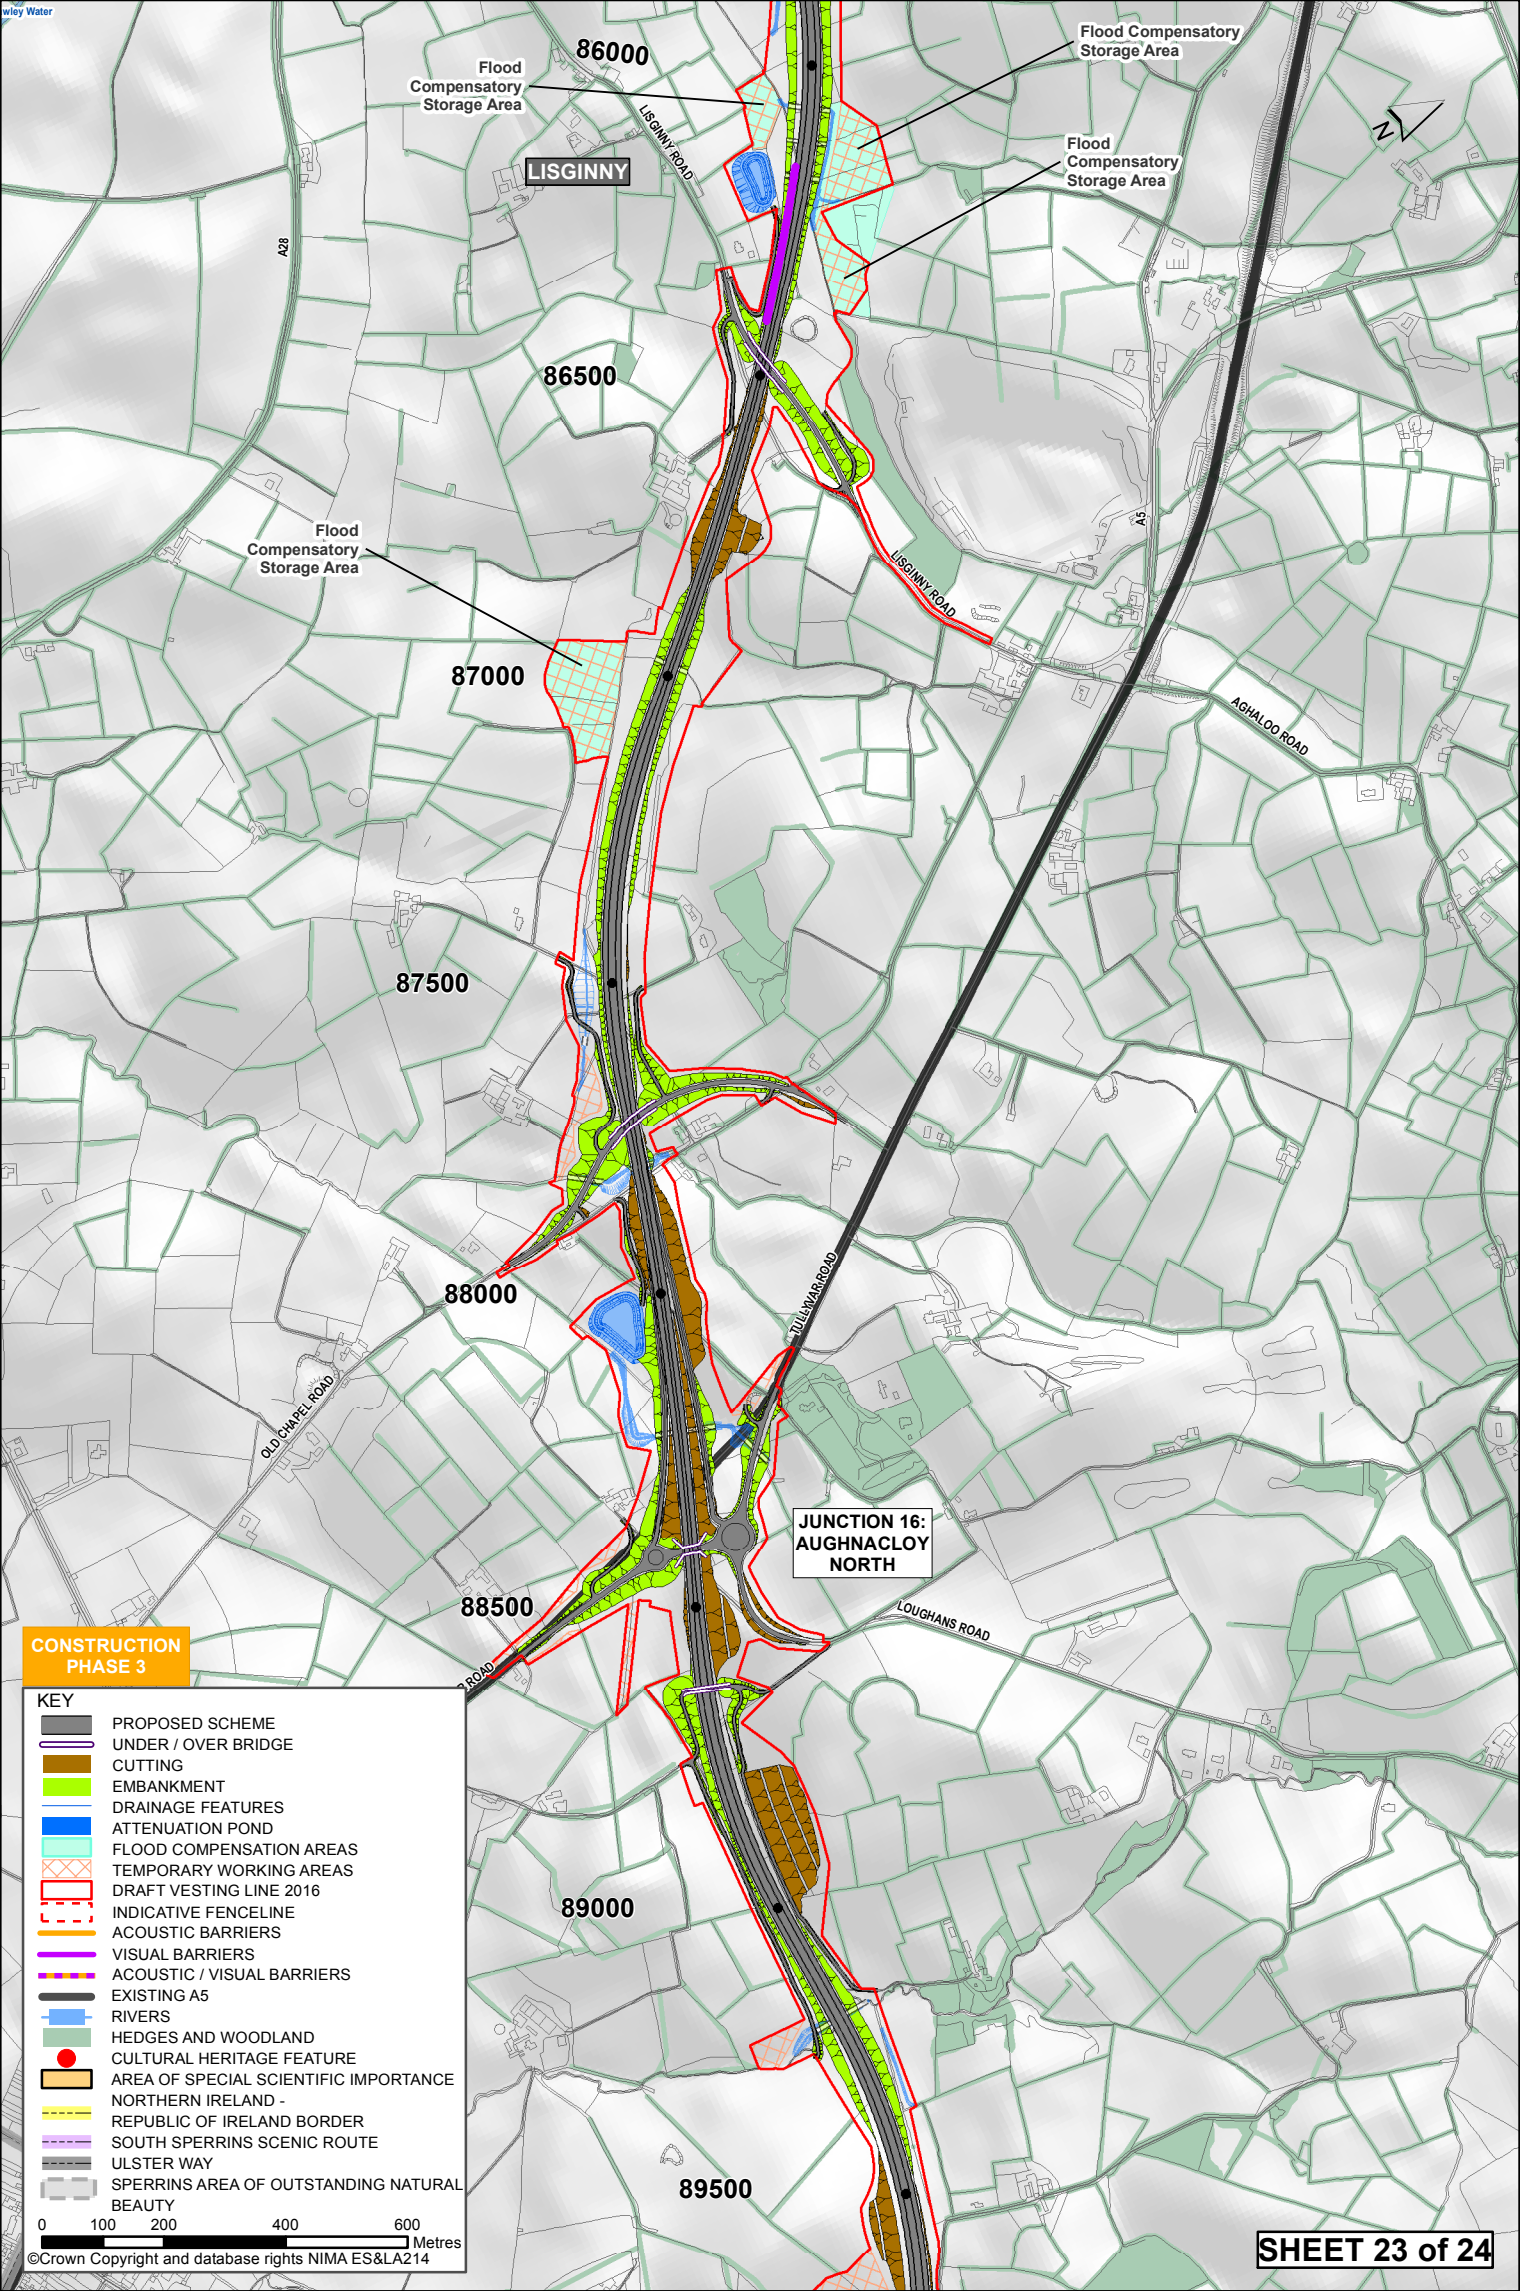 wley Water
86000
Flood Compensatory
Storage Area
Flood
Compensatory
Storage Area
LISGINNY ROAD
N
Flood
Compensatory
Storage Area
LISGINNY
A28
86500
A5
Flood
Compensatory
Storage Area
LISGINNY ROAD
87000
AGHALOO ROAD
87500
88000
TULLYVAR ROAD
OLD CHAPEL ROAD
JUNCTION 16:
AUGHNACLOY
NORTH
88500
LOUGHANS ROAD
R ROAD
CONSTRUCTION
PHASE 3
KEY
PROPOSED SCHEME
UNDER / OVER BRIDGE
CUTTING
EMBANKMENT
DRAINAGE FEATURES
ATTENUATION POND
FLOOD COMPENSATION AREAS
TEMPORARY WORKING AREAS
DRAFT VESTING LINE 2016
INDICATIVE FENCELINE
ACOUSTIC BARRIERS
VISUAL BARRIERS
ACOUSTIC / VISUAL BARRIERS
EXISTING A5
RIVERS
HEDGES AND WOODLAND
CULTURAL HERITAGE FEATURE
AREA OF SPECIAL SCIENTIFIC IMPORTANCE
NORTHERN IRELAND -
REPUBLIC OF IRELAND BORDER
SOUTH SPERRINS SCENIC ROUTE
ULSTER WAY
SPERRINS AREA OF OUTSTANDING NATURAL
BEAUTY
0 100 200 400 600
Metres
©Crown Copyright and database rights NIMA ES&LA214
89000
89500
SHEET 23 of 24